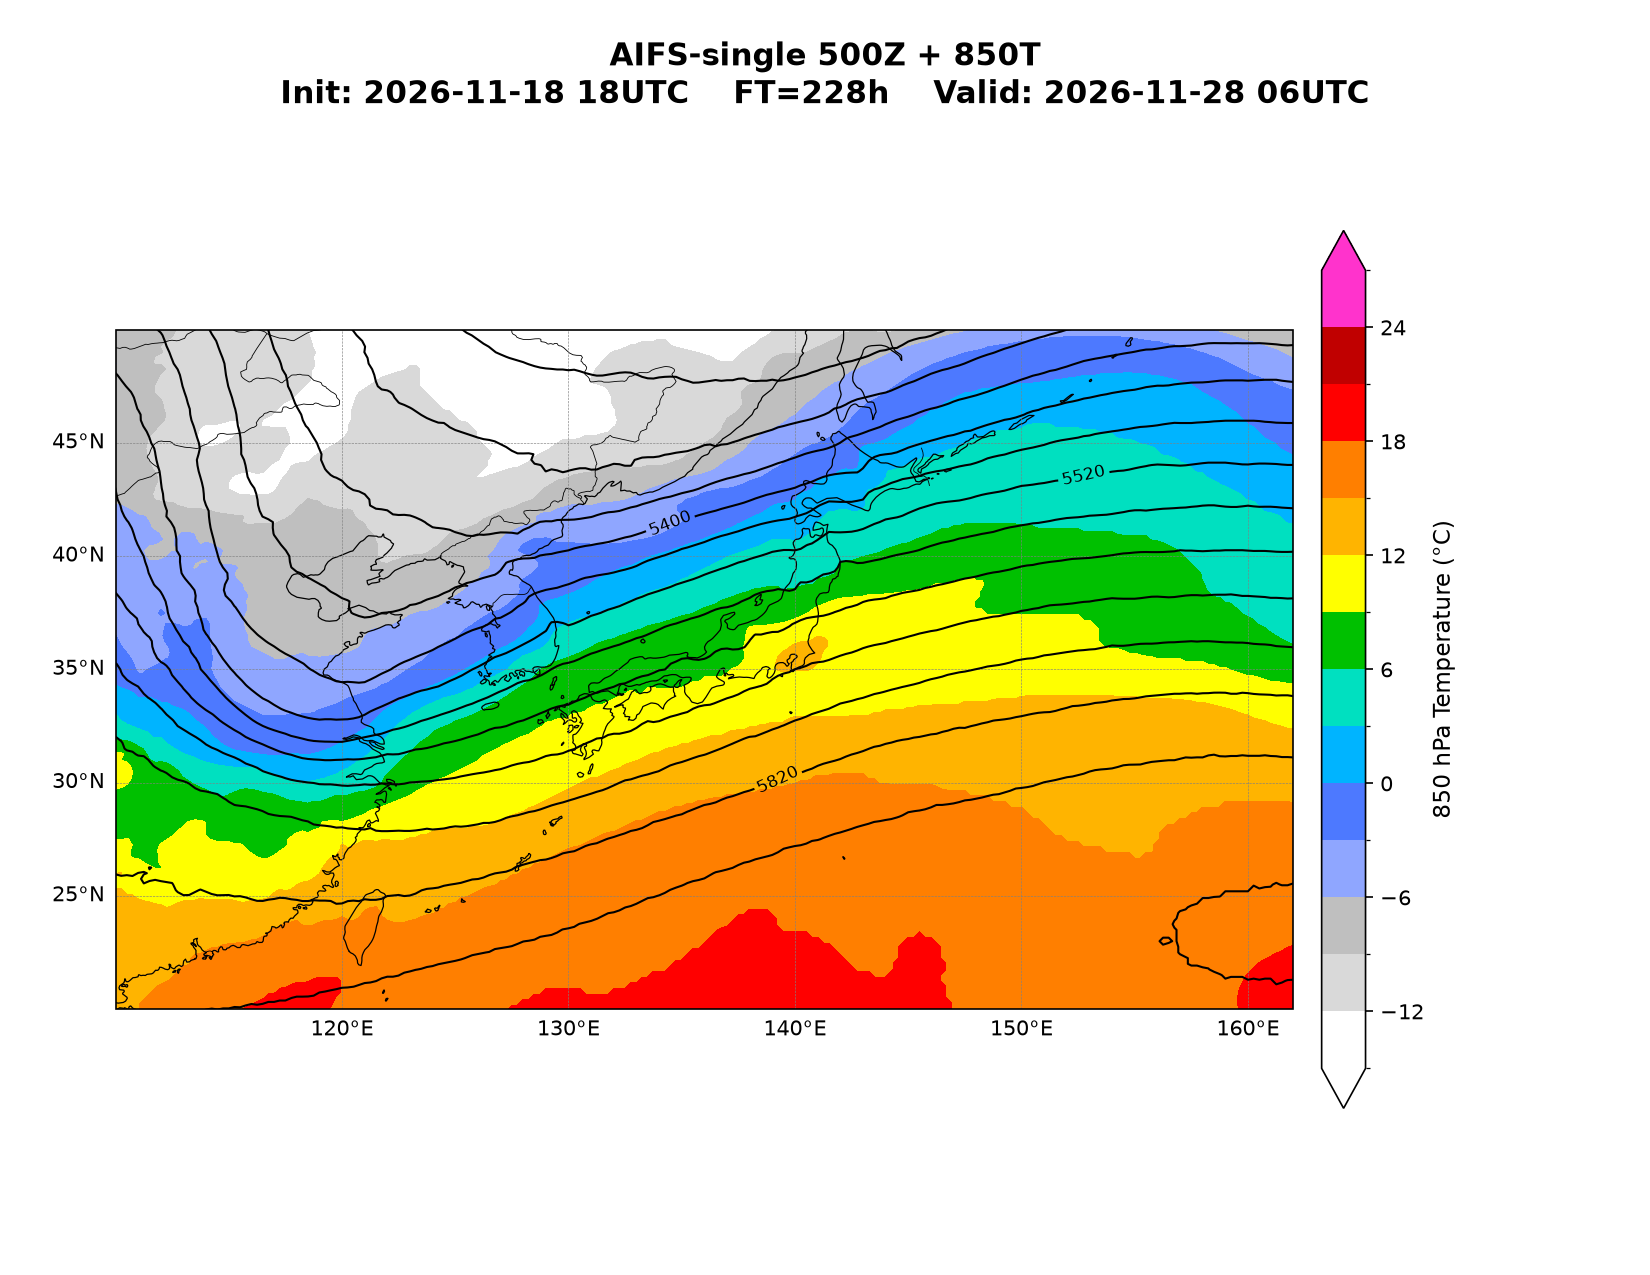 AIFS-single 500Z + 850T
Init: 2026-11-18 18UTC    FT=228h    Valid: 2026-11-28 06UTC
24
18
12
6
0
−6
−12
850 hPa Temperature (°C)
45°N
40°N
35°N
30°N
25°N
5520
5400
5820
120°E
130°E
140°E
150°E
160°E